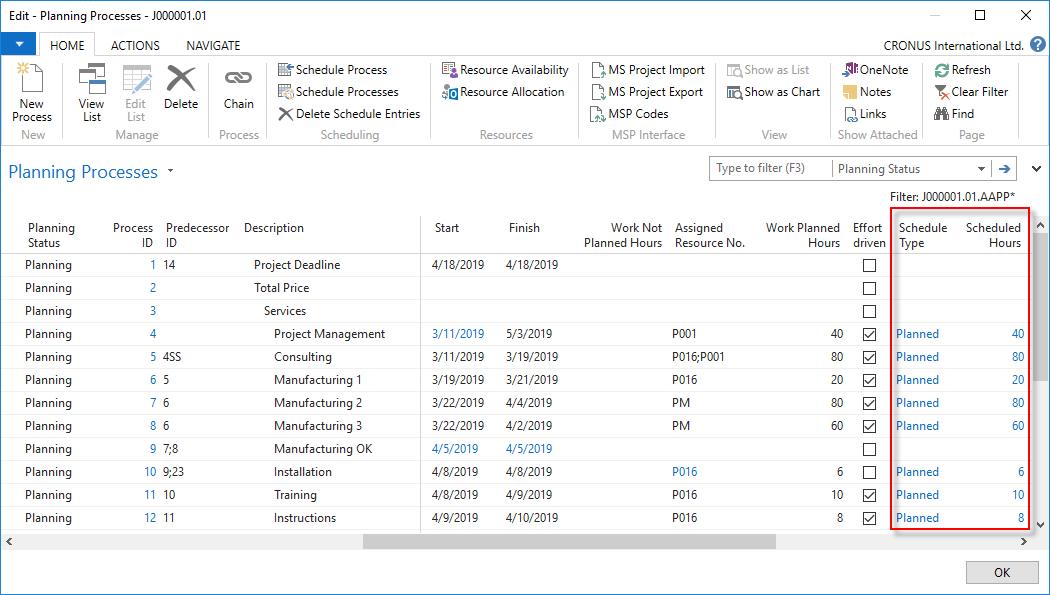 Edit - Planning Processes - J000001.01
HOME ACTIONS NAVIGATE CRONUS International Ltd. ?
New Process
View List
Edit List
Delete
Chain
Schedule Process
Schedule Processes
Delete Schedule Entries
Resource Availability
Resource Allocation
MS Project Import
MS Project Export
MSP Codes
Show as List
Show as Chart
OneNote
Notes
Links
Refresh
Clear Filter
Find
New Manage Process Scheduling Resources MSP Interface View Show Attached Page
Planning Processes
Type to filter (F3) Planning Status
Filter: J000001.01.AAPP*
Planning Status Process ID Predecessor ID Description Start Finish Work Not Planned Hours Assigned Resource No. Work Planned Hours Effort driven Schedule Type Scheduled Hours
Planning 1 14 Project Deadline 4/18/2019 4/18/2019
Planning 2 Total Price
Planning 3 Services
Planning 4 Project Management 3/11/2019 5/3/2019 P001 40 Planned 40
Planning 5 4SS Consulting 3/11/2019 3/19/2019 P016;P001 80 Planned 80
Planning 6 5 Manufacturing 1 3/19/2019 3/21/2019 P016 20 Planned 20
Planning 7 6 Manufacturing 2 3/22/2019 4/4/2019 PM 80 Planned 80
Planning 8 6 Manufacturing 3 3/22/2019 4/2/2019 PM 60 Planned 60
Planning 9 7;8 Manufacturing OK 4/5/2019 4/5/2019
Planning 10 9;23 Installation 4/8/2019 4/8/2019 P016 6 Planned 6
Planning 11 10 Training 4/8/2019 4/9/2019 P016 10 Planned 10
Planning 12 11 Instructions 4/9/2019 4/10/2019 P016 8 Planned 8
OK